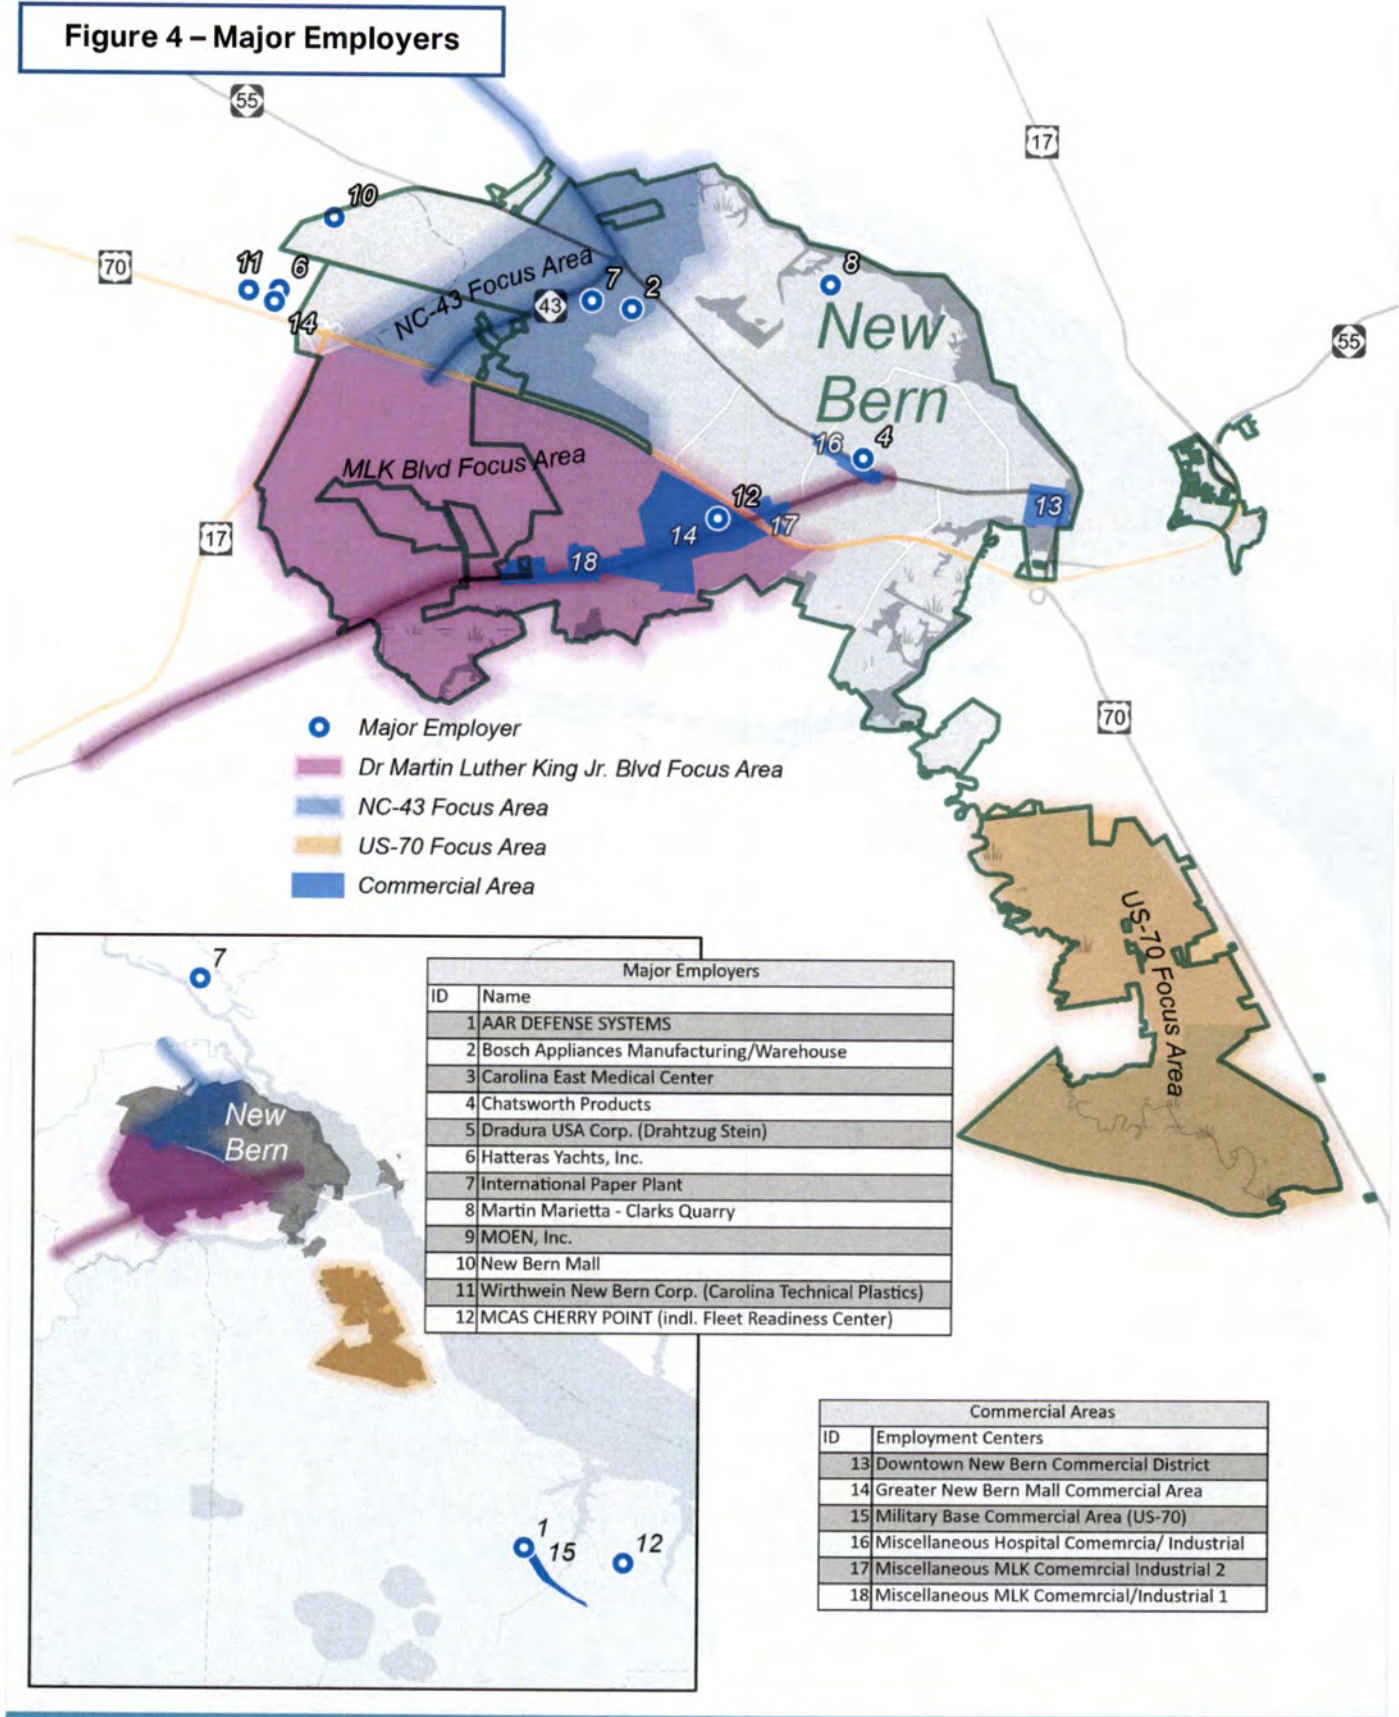 Figure 4 – Major Employers
55
17
10
70
11
6
14
NC-43 Focus Area
43
7
2
8
New
Bern
55
16
4
MLK Blvd Focus Area
12
13
17
14
17
18
70
Major Employer
Dr Martin Luther King Jr. Blvd Focus Area
NC-43 Focus Area
US-70 Focus Area
Commercial Area
US-70 Focus Area
7
New
Bern
1
15
12
Major Employers
ID Name
1 AAR DEFENSE SYSTEMS
2 Bosch Appliances Manufacturing/Warehouse
3 Carolina East Medical Center
4 Chatsworth Products
5 Dradura USA Corp. (Drahtzug Stein)
6 Hatteras Yachts, Inc.
7 International Paper Plant
8 Martin Marietta - Clarks Quarry
9 MOEN, Inc.
10 New Bern Mall
11 Wirthwein New Bern Corp. (Carolina Technical Plastics)
12 MCAS CHERRY POINT (indl. Fleet Readiness Center)
Commercial Areas
ID Employment Centers
13 Downtown New Bern Commercial District
14 Greater New Bern Mall Commercial Area
15 Military Base Commercial Area (US-70)
16 Miscellaneous Hospital Comemrcia/ Industrial
17 Miscellaneous MLK Comemrcial Industrial 2
18 Miscellaneous MLK Comemrcial/Industrial 1